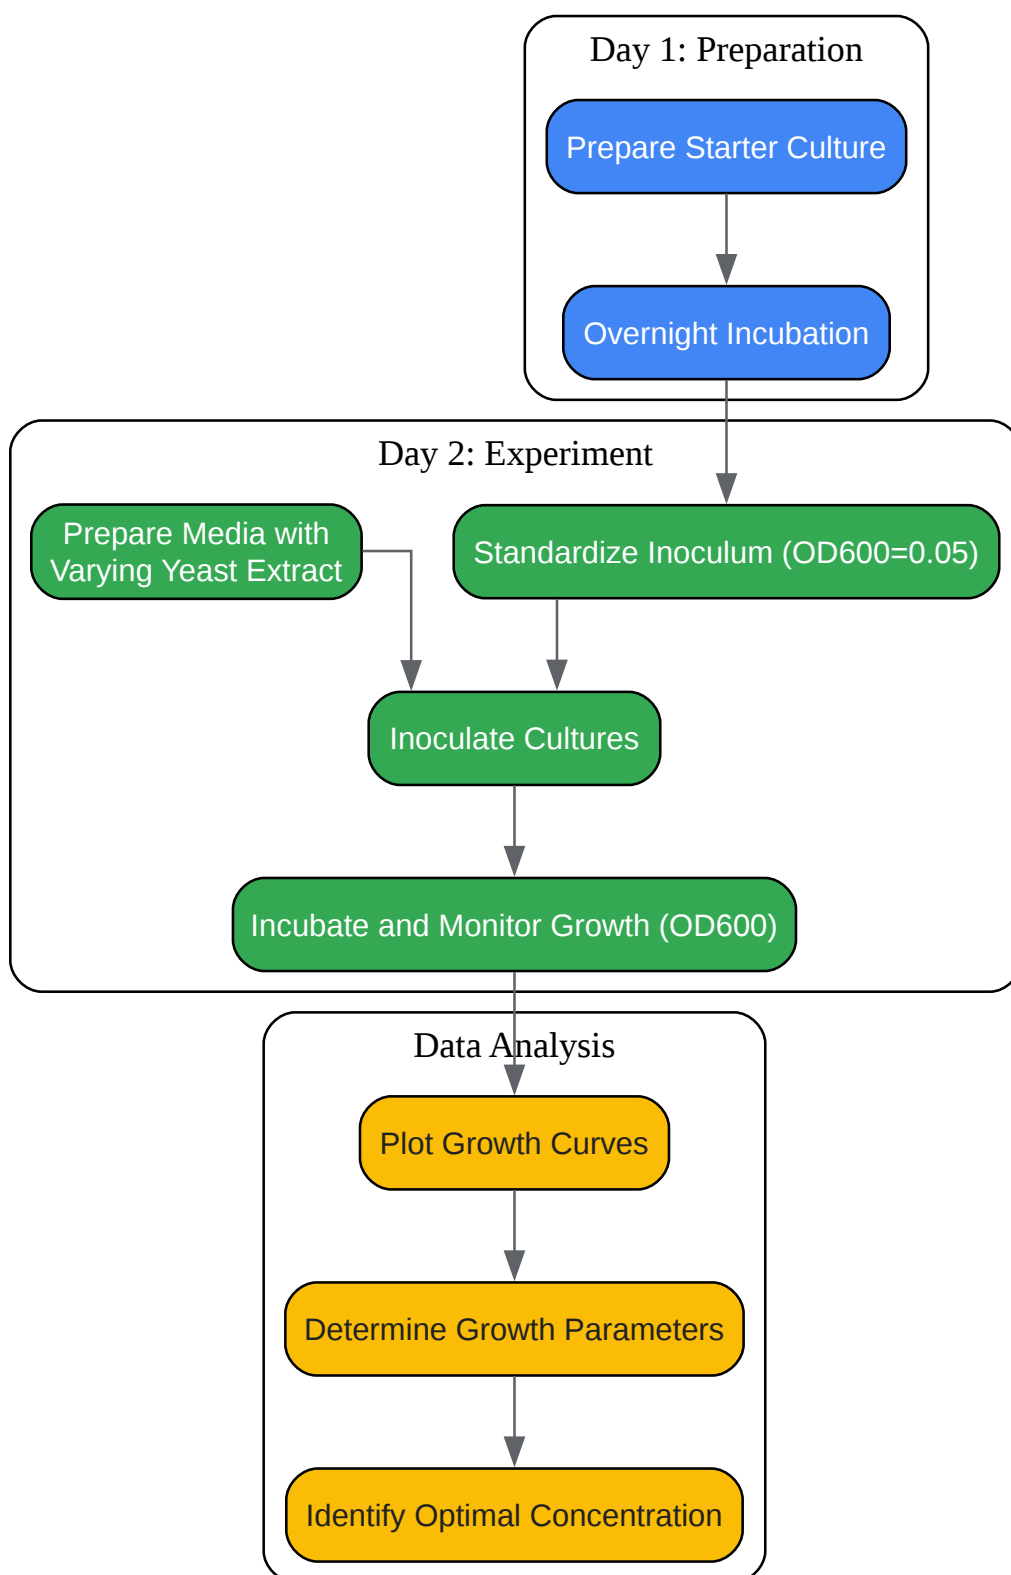 Day 1: Preparation
Prepare Starter Culture
Overnight Incubation
Day 2: Experiment
Prepare Media with
Varying Yeast Extract
Standardize Inoculum (OD600=0.05)
Inoculate Cultures
Incubate and Monitor Growth (OD600)
Data Analysis
Plot Growth Curves
Determine Growth Parameters
Identify Optimal Concentration